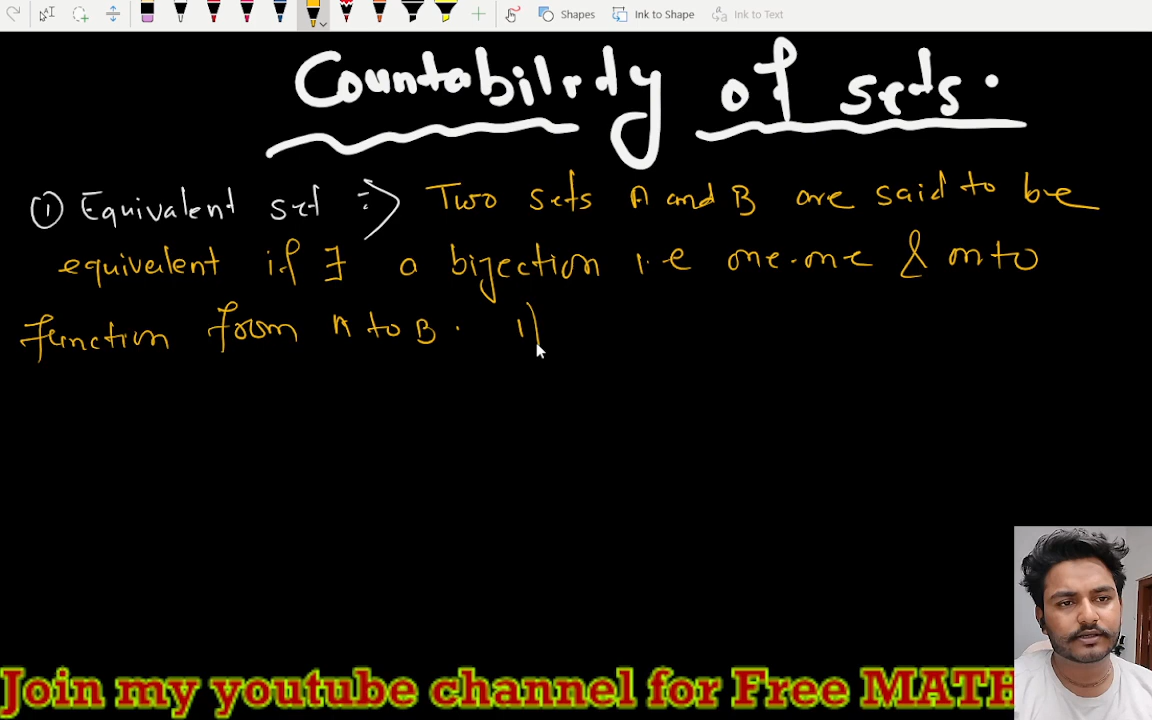 Shapes Ink to Shape Ink to Text
Countability of sets.
① Equivalent set :⇒ Two sets A and B are said to be
equivalent if ∃ a bijection i.e one-one & onto
function from A to B.
Join my youtube channel for Free MATH